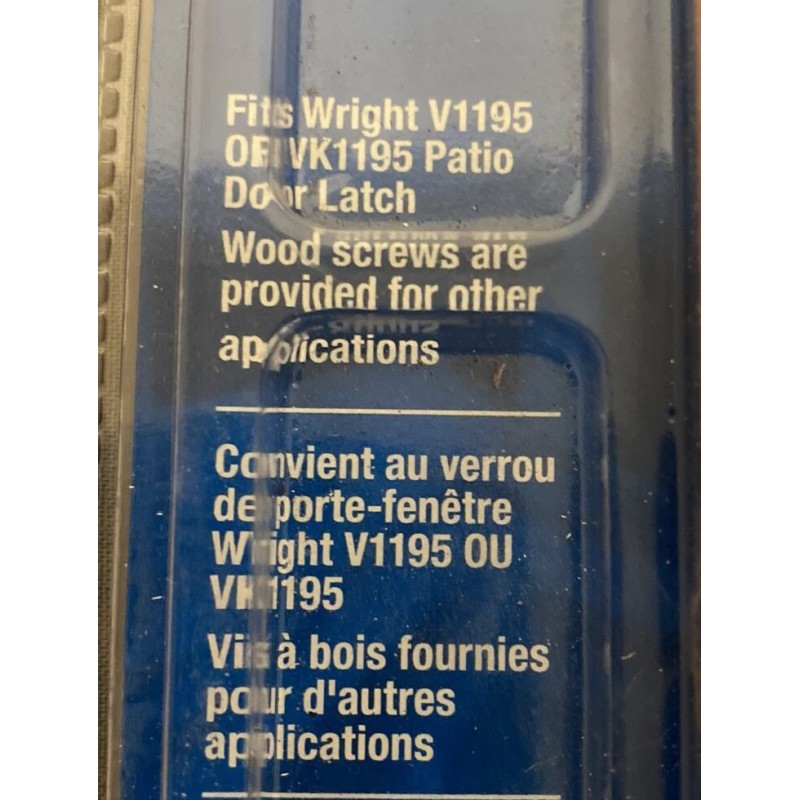 Fits Wright V1195
OR VK1195 Patio
Door Latch
Wood screws are
provided for other
applications
Convient au verrou
de porte-fenêtre
Wright V1195 OU
VK1195
Vis à bois fournies
pour d'autres
applications